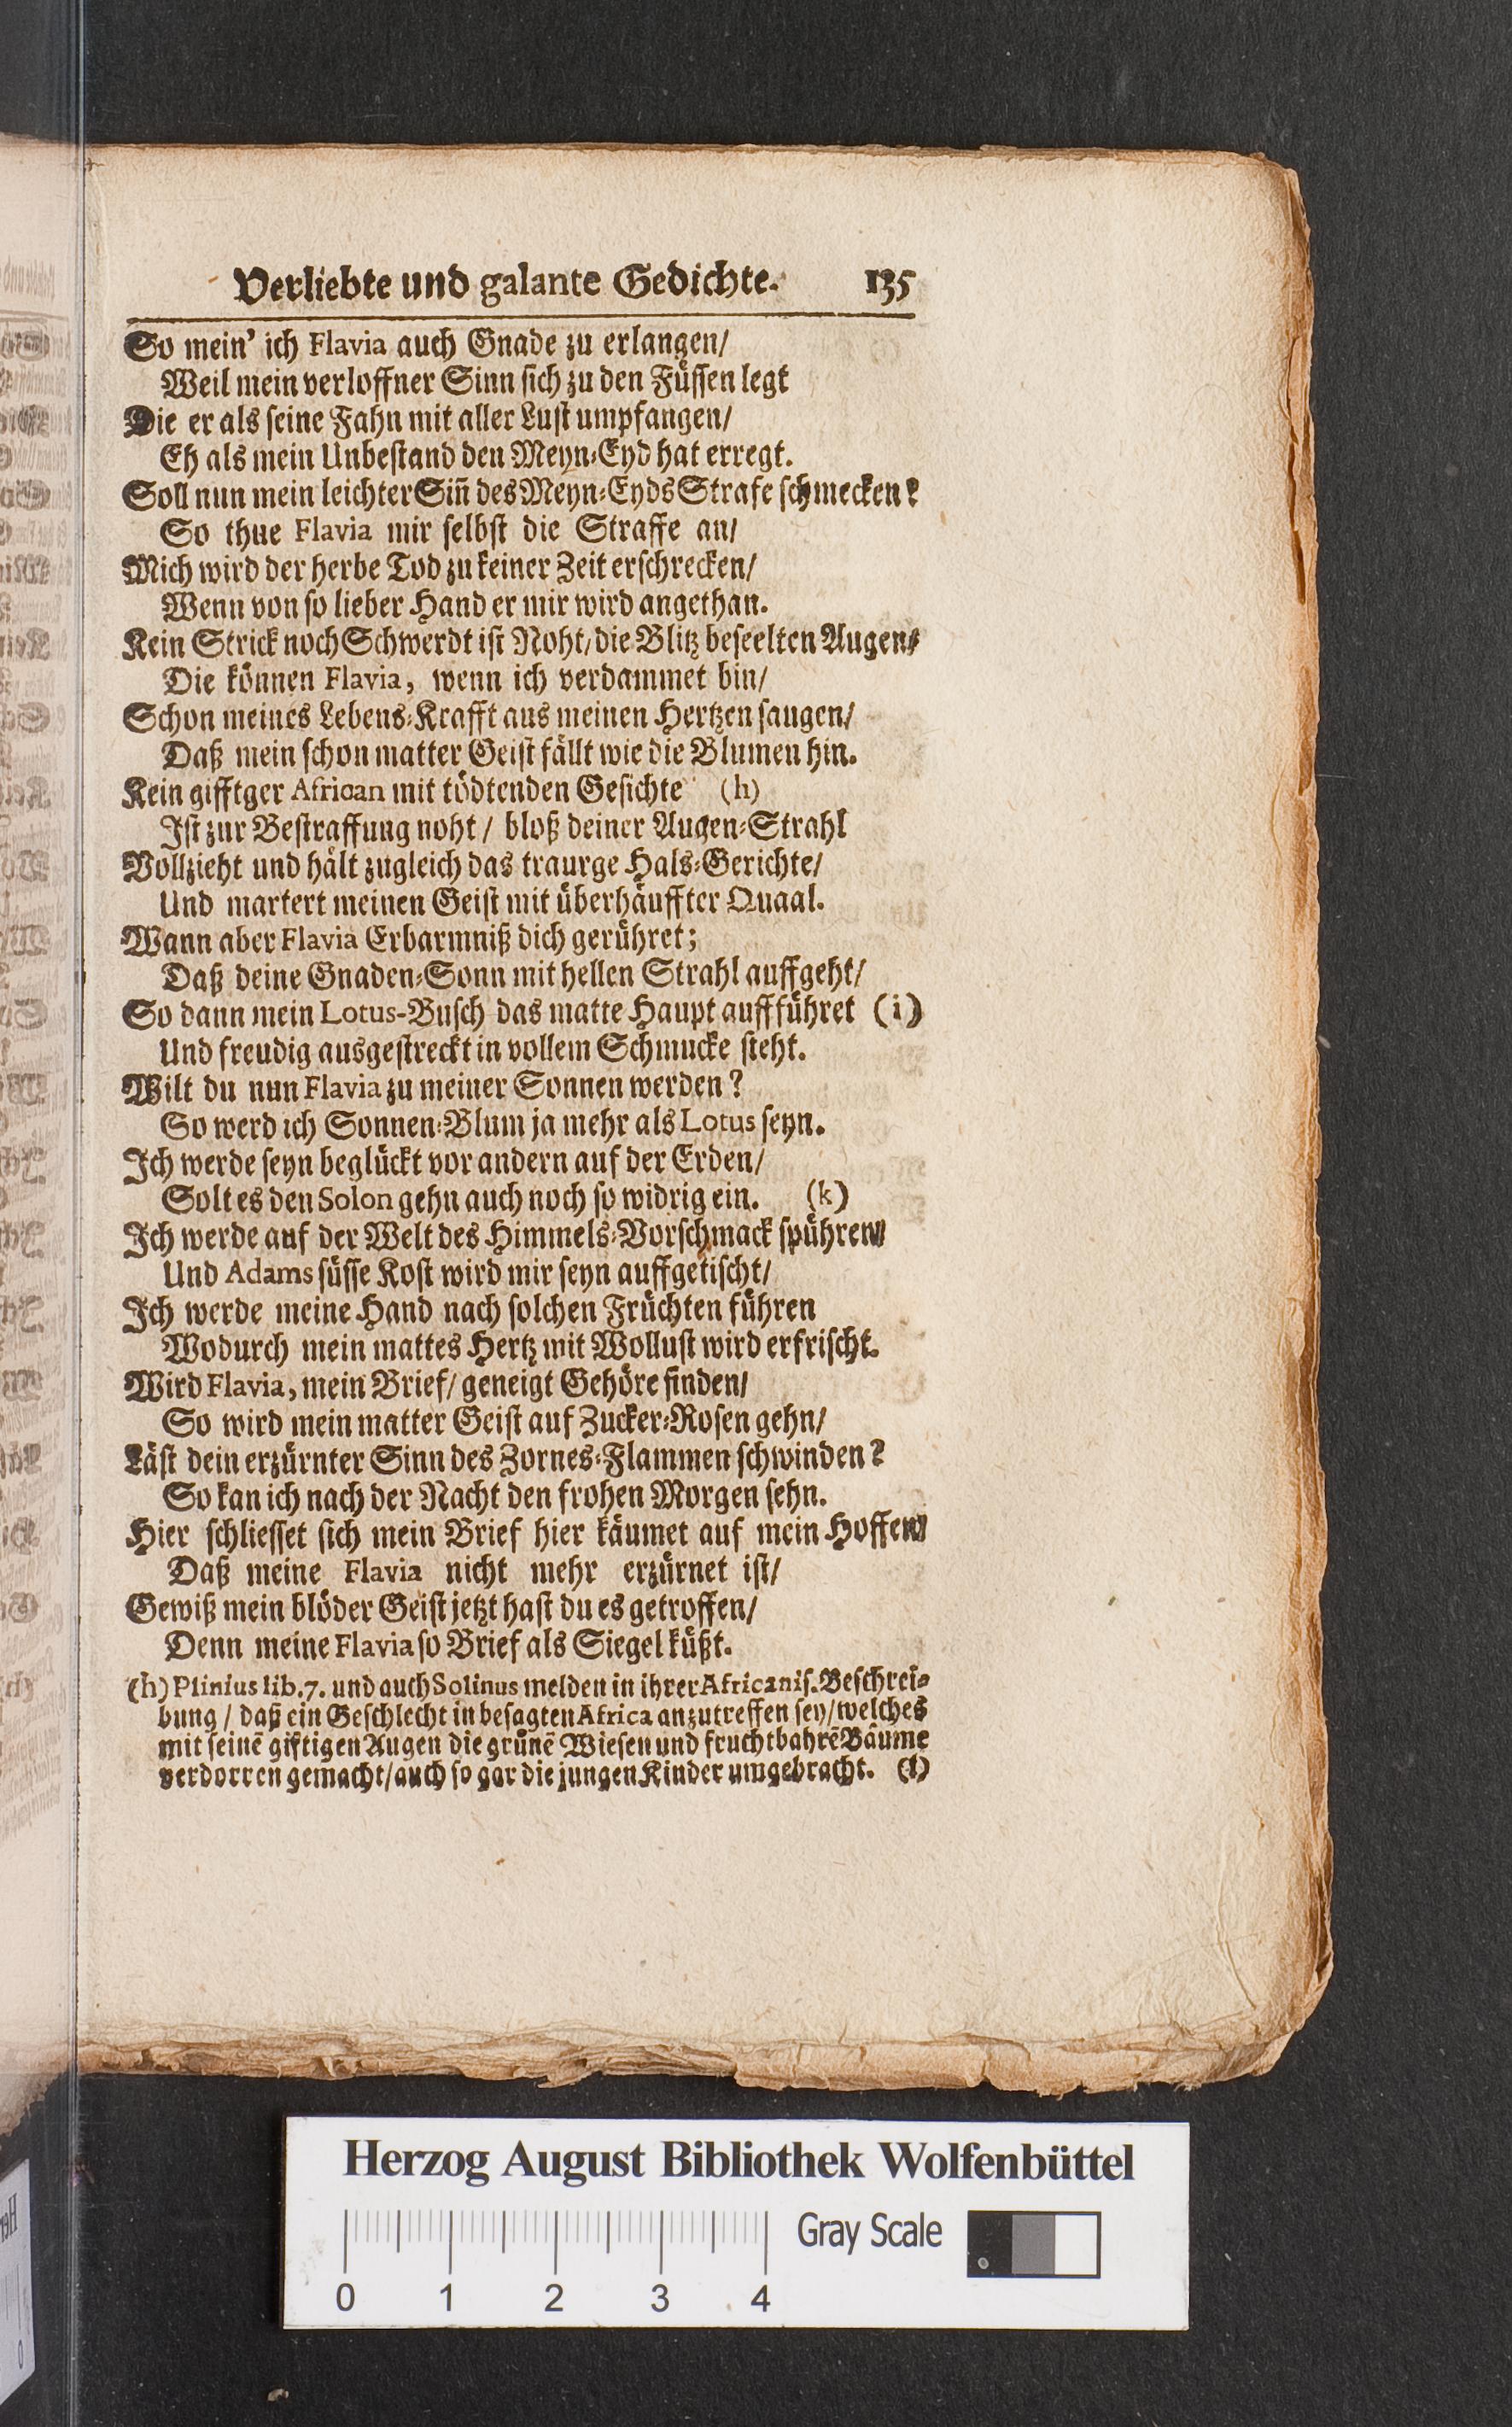 Verliebte und galante Gedichte. 135
So mein' ich Flavia auch Gnade zu erlangen/
Weil mein verloffner Sinn sich zu den Füssen legt
Die er als seine Fahn mit aller Lust umpfangen/
Eh als mein Unbestand den Meyn-Eyd hat erregt.
Soll nun mein leichter Siñ des Meyn-Eyds Strafe schmecken?
So thue Flavia mir selbst die Straffe an/
Mich wird der herbe Tod zu keiner Zeit erschrecken/
Wenn von so lieber Hand er mir wird angethan.
Kein Strick noch Schwerdt ist Noht/ die Blitz beseelten Augen/
Die können Flavia, wenn ich verdammet bin/
Schon meines Lebens-Krafft aus meinen Hertzen saugen/
Daß mein schon matter Geist fällt wie die Blumen hin.
Kein gifftger African mit tödtenden Gesichte (h)
Ist zur Bestraffung noht / bloß deiner Augen-Strahl
Vollzieht und hält zugleich das traurge Hals-Gerichte/
Und martert meinen Geist mit überhäuffter Quaal.
Wann aber Flavia Erbarmniß dich gerühret;
Daß deine Gnaden-Sonn mit hellen Strahl auffgeht/
So dann mein Lotus-Busch das matte Haupt aufführet (i)
Und freudig ausgestreckt in vollem Schmucke steht.
Wilt du nun Flavia zu meiner Sonnen werden?
So werd ich Sonnen-Blum ja mehr als Lotus seyn.
Ich werde seyn beglückt vor andern auf der Erden/
Solt es den Solon gehn auch noch so widrig ein. (k)
Ich werde auf der Welt des Himmels-Vorschmack spühren/
Und Adams süsse Kost wird mir seyn auffgetischt/
Ich werde meine Hand nach solchen Früchten führen
Wodurch mein mattes Hertz mit Wollust wird erfrischt.
Wird Flavia, mein Brief/ geneigt Gehöre finden/
So wird mein matter Geist auf Zucker-Rosen gehn/
Läst dein erzürnter Sinn des Zornes-Flammen schwinden?
So kan ich nach der Nacht den frohen Morgen sehn.
Hier schliesset sich mein Brief hier käumet auf mein Hoffen/
Daß meine Flavia nicht mehr erzürnet ist/
Gewiß mein blöder Geist jetzt hast du es getroffen/
Denn meine Flavia so Brief als Siegel küßt.
(h) Plinius lib. 7. und auch Solinus melden in ihrer Africanis. Beschrei-
bung / daß ein Geschlecht in besagten Africa anzutreffen sey/ welches
mit seinē giftigen Augen die grünē Wiesen und fruchtbahrē Bäume
verdorren gemacht/ auch so gar die jungen Kinder umgebracht. (i)
Herzog August Bibliothek Wolfenbüttel
Gray Scale
0 1 2 3 4